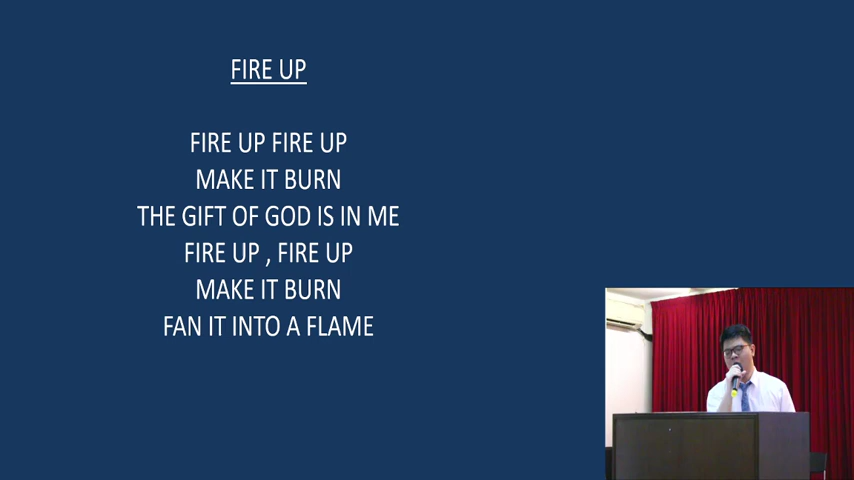 FIRE UP
FIRE UP FIRE UP
MAKE IT BURN
THE GIFT OF GOD IS IN ME
FIRE UP , FIRE UP
MAKE IT BURN
FAN IT INTO A FLAME